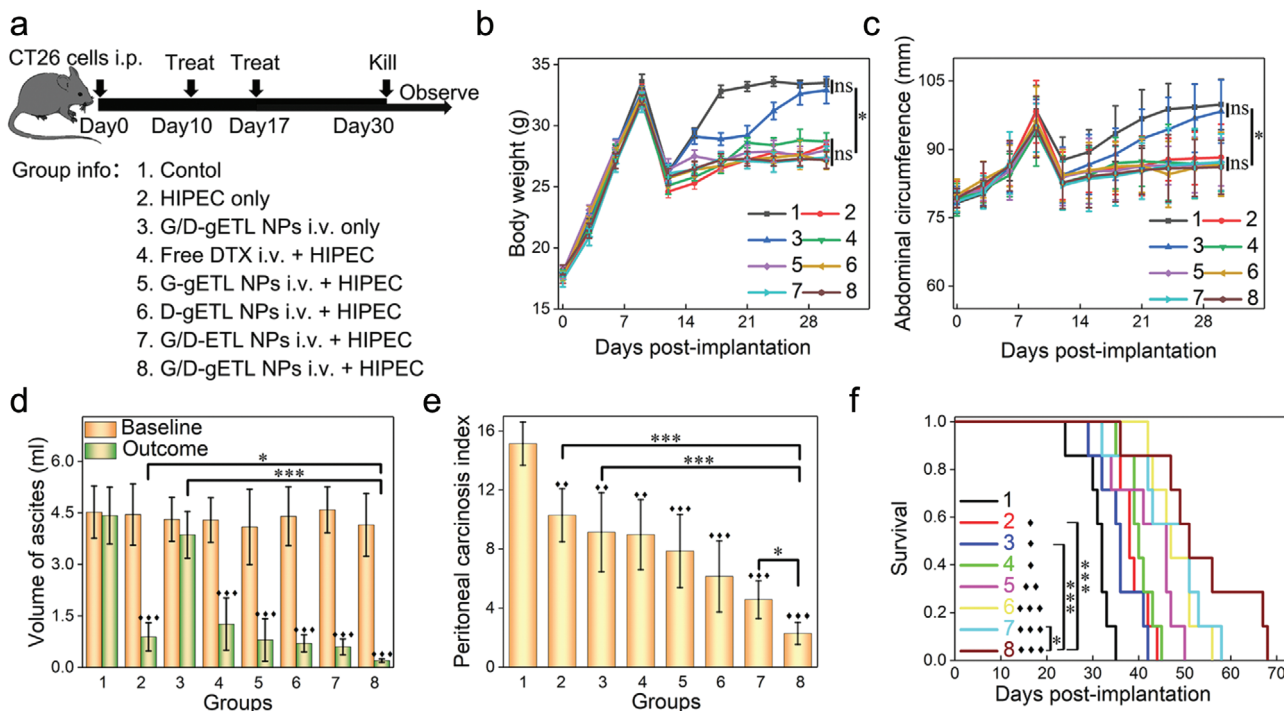 a
CT26 cells i.p.
Treat
Treat
Kill
Observe
Day0
Day10
Day17
Day30
Group info：
1. Contol
2. HIPEC only
3. G/D-gETL NPs i.v. only
4. Free DTX i.v. + HIPEC
5. G-gETL NPs i.v. + HIPEC
6. D-gETL NPs i.v. + HIPEC
7. G/D-ETL NPs i.v. + HIPEC
8. G/D-gETL NPs i.v. + HIPEC
b
Body weight (g)
35
30
25
20
15
0
7
14
21
28
Days post-implantation
ns
*
ns
1
2
3
4
5
6
7
8
c
Abdominal circumference (mm)
105
90
75
60
0
7
14
21
28
Days post-implantation
ns
*
ns
1
2
3
4
5
6
7
8
d
Volume of ascites (ml)
6.0
4.5
3.0
1.5
0.0
Baseline
Outcome
*
***
♦♦♦
♦♦♦
♦♦♦
♦♦♦
♦♦♦
♦♦♦
1 2 3 4 5 6 7 8
Groups
e
Peritoneal carcinosis index
16
12
8
4
0
***
***
*
♦♦
♦♦
♦♦
♦♦♦
♦♦♦
♦♦♦
♦♦♦
1 2 3 4 5 6 7 8
Groups
f
Survival
1.0
0.8
0.6
0.4
0.2
0.0
1
2 ♦
3 ♦
4 ♦
5 ♦♦
6 ♦♦♦
7 ♦♦♦
8 ♦♦♦
*
***
***
0 10 20 30 40 50 60 70
Days post-implantation